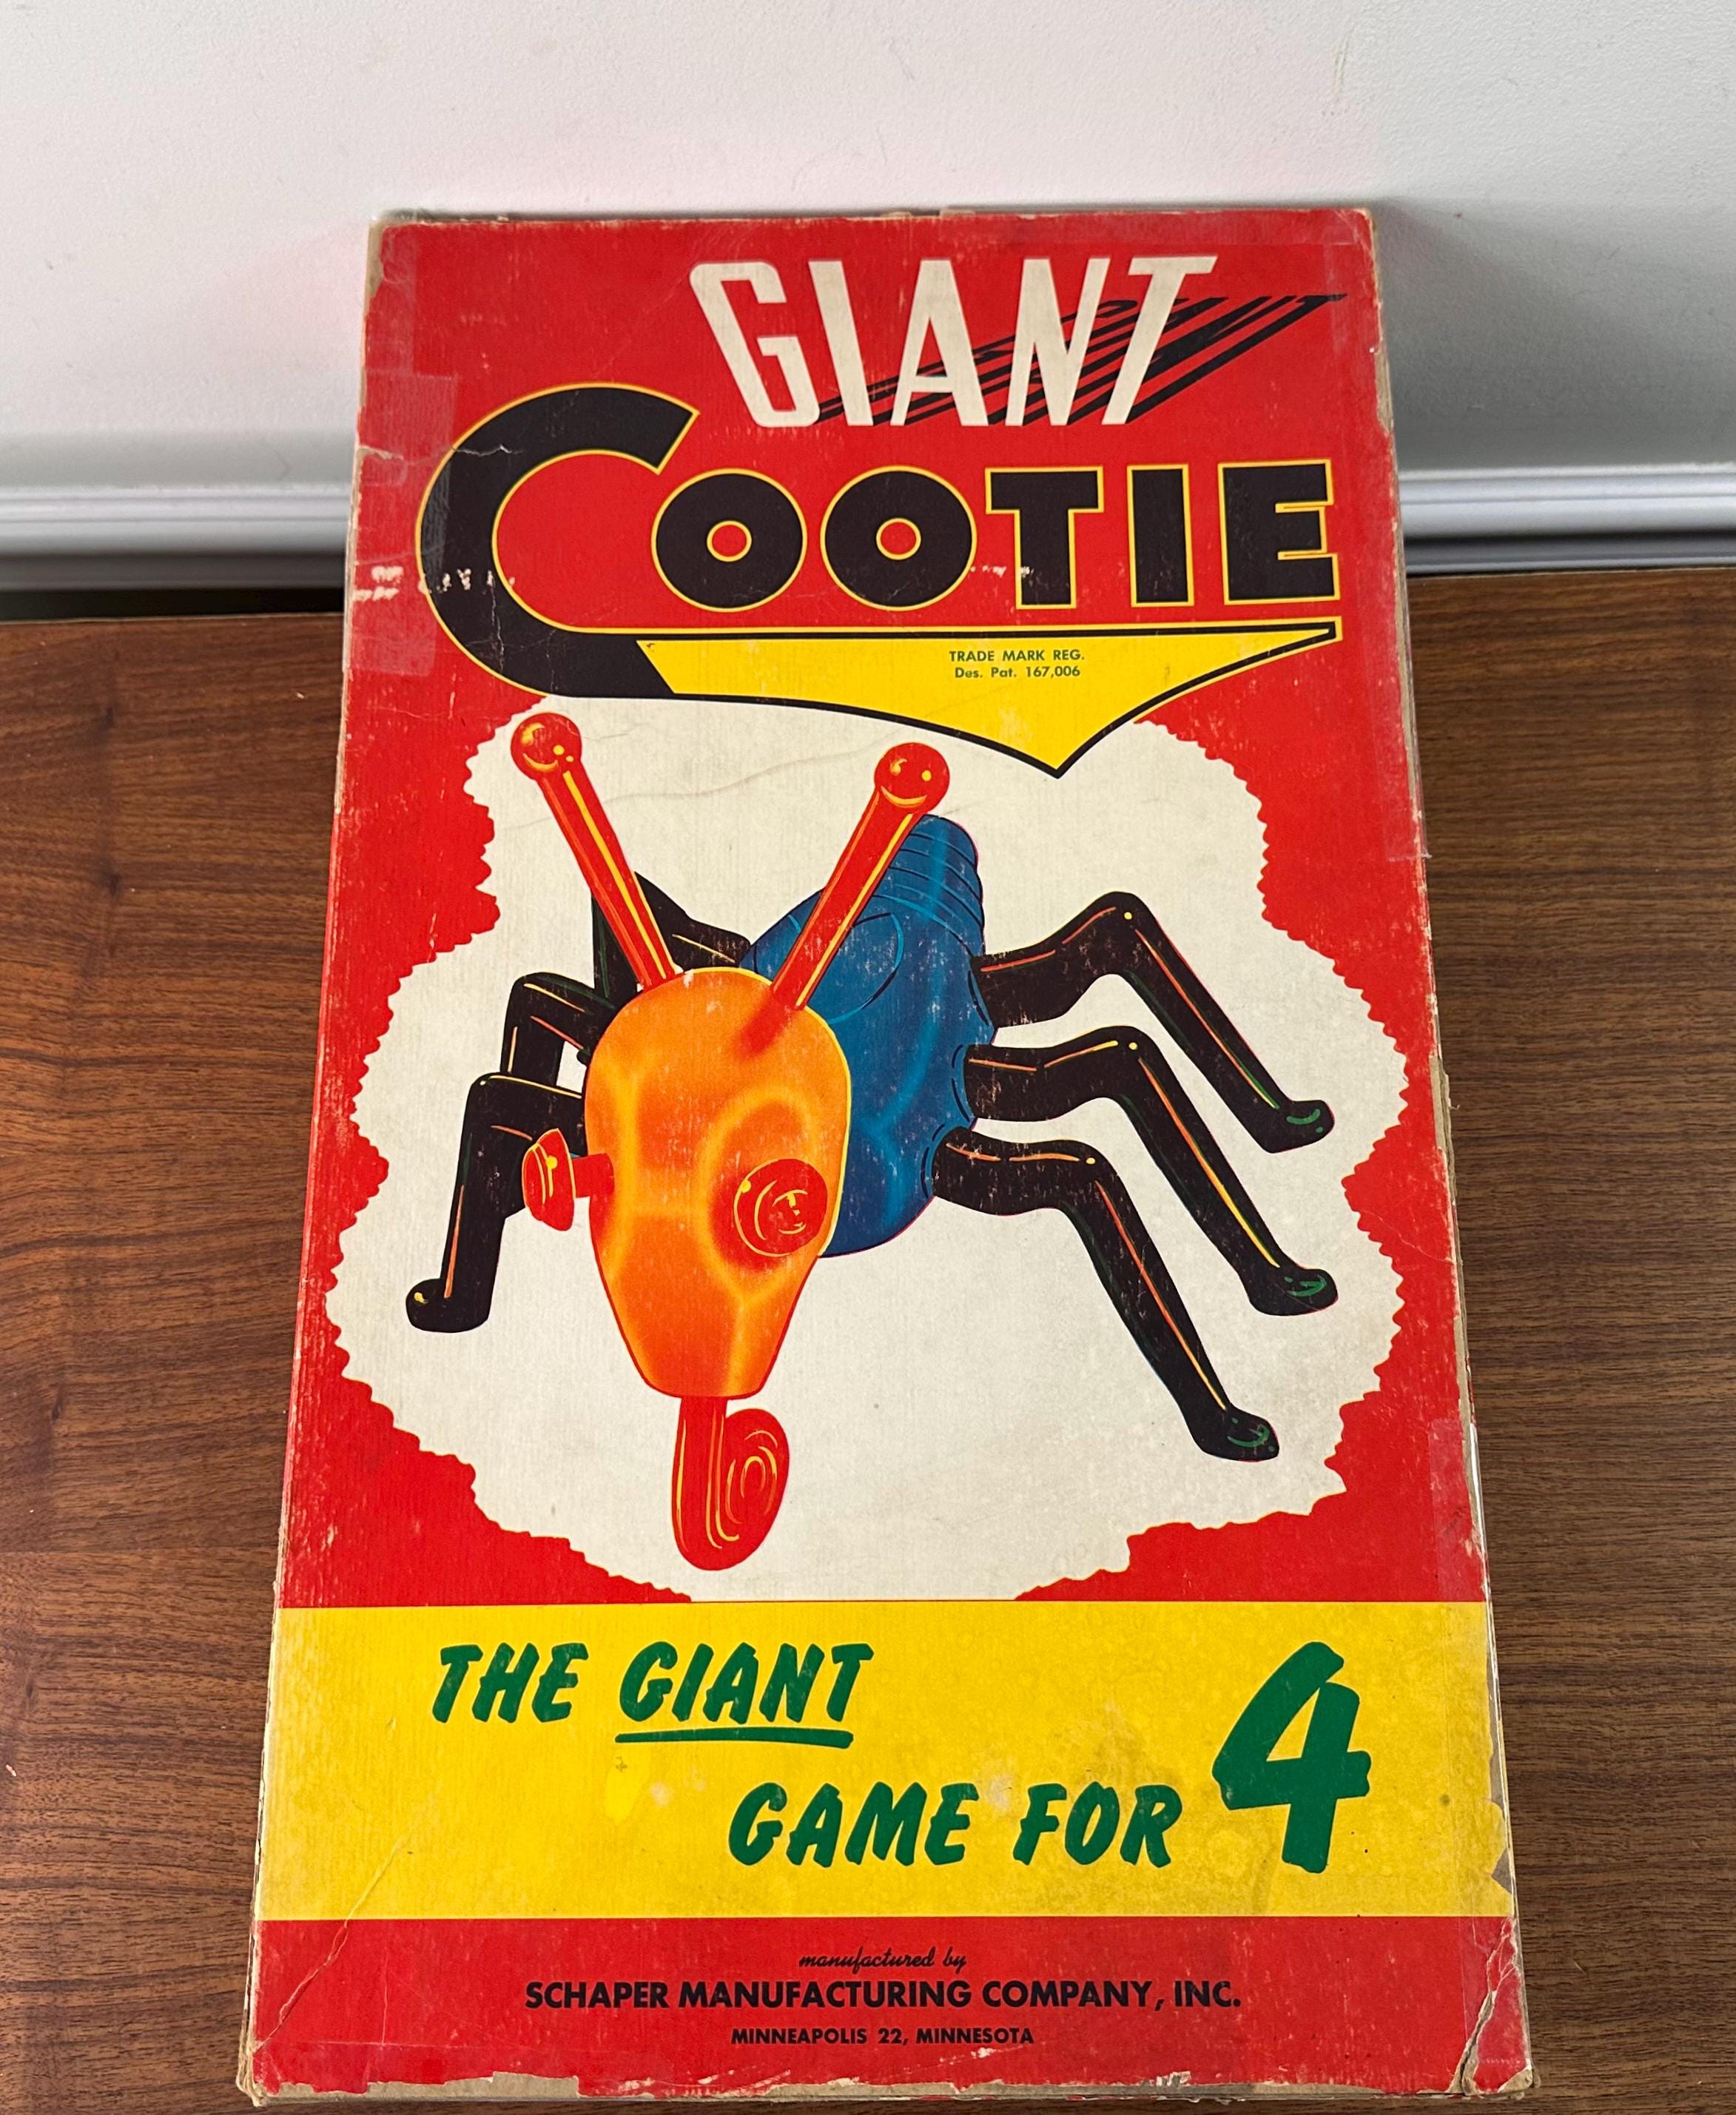 GIANT
COOTIE
TRADE MARK REG.
Des. Pat. 167,006
THE GIANT
GAME FOR 4
manufactured by
SCHAPER MANUFACTURING COMPANY, INC.
MINNEAPOLIS 22, MINNESOTA